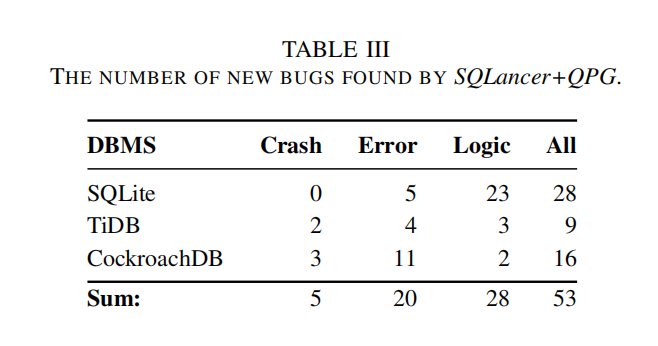 TABLE III
THE NUMBER OF NEW BUGS FOUND BY SQLancer+QPG.
DBMS Crash Error Logic All
SQLite 0 5 23 28
TiDB 2 4 3 9
CockroachDB 3 11 2 16
Sum: 5 20 28 53